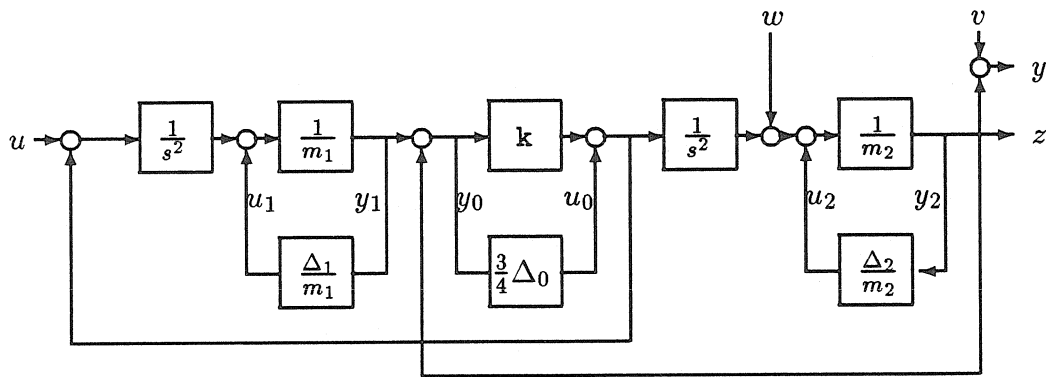 w v
y
u 1/s² 1/m₁ k 1/s² 1/m₂ z
u₁ y₁ y₀ u₀ u₂ y₂
Δ₁/m₁ 3/4 Δ₀ Δ₂/m₂